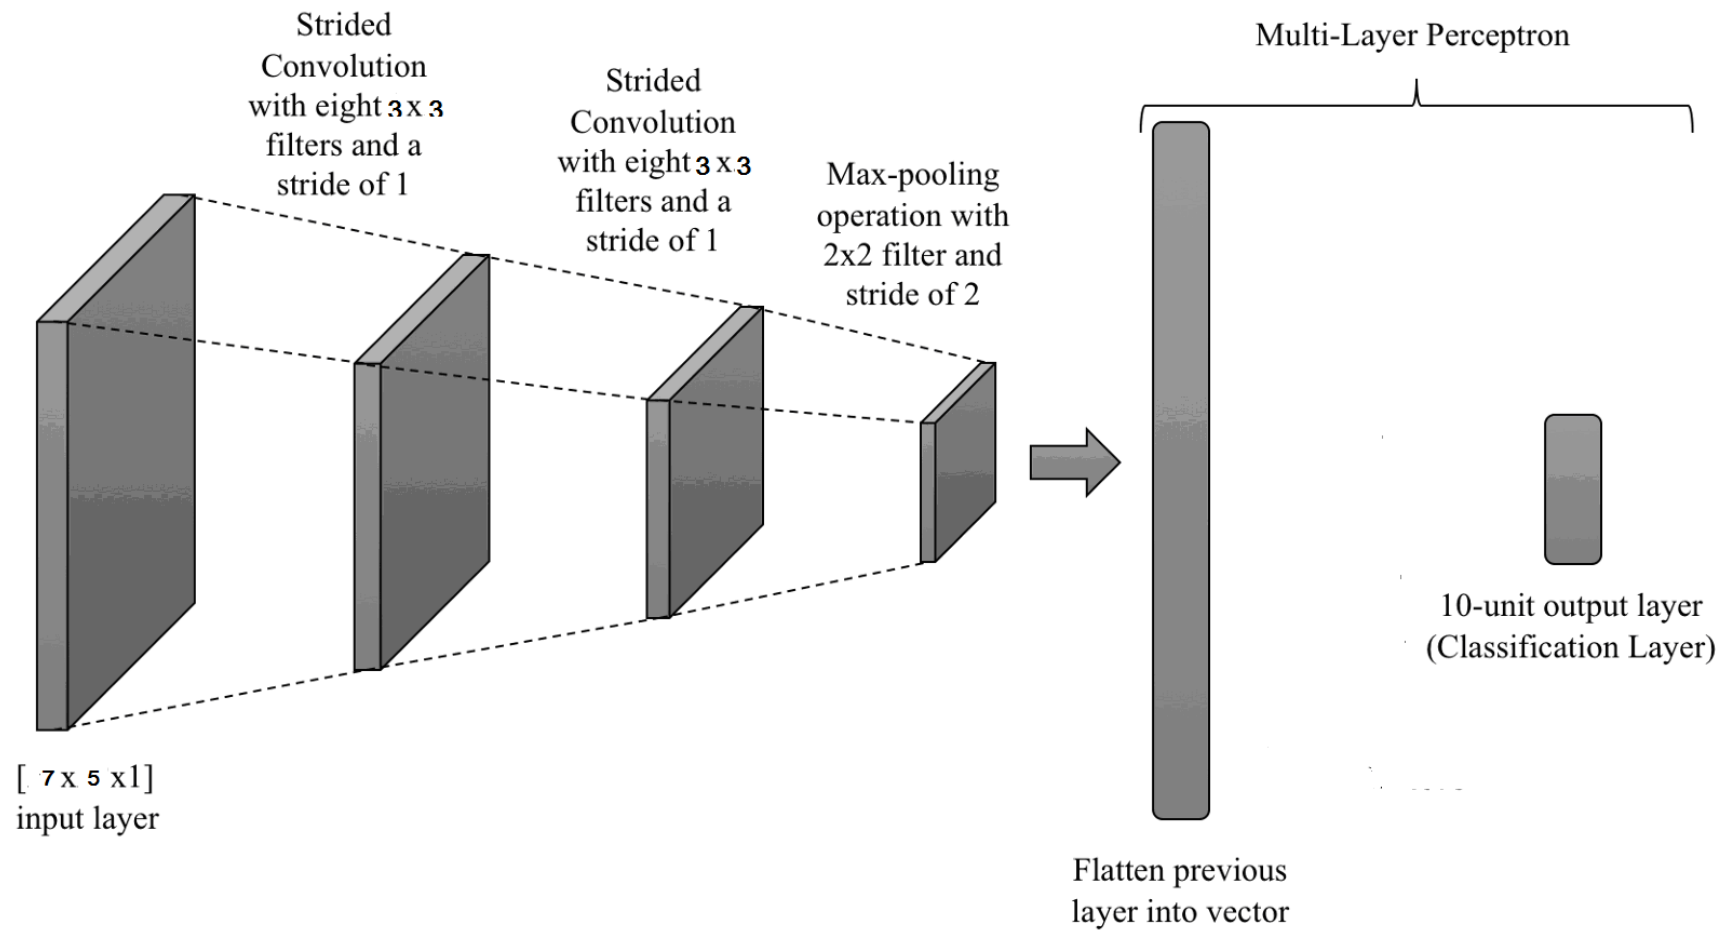 Strided
Convolution
with eight 3 x 3
filters and a
stride of 1
Strided
Convolution
with eight 3 x 3
filters and a
stride of 1
Max-pooling
operation with
2x2 filter and
stride of 2
Multi-Layer Perceptron
[ 7 x 5 x1]
input layer
10-unit output layer
(Classification Layer)
Flatten previous
layer into vector